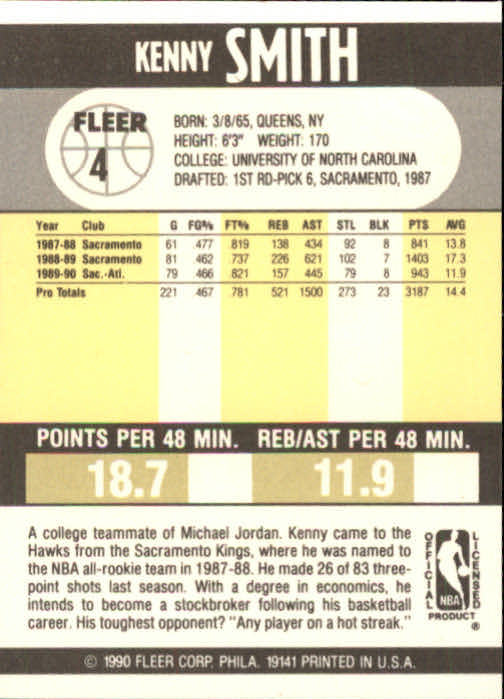 KENNY SMITH
FLEER
4
BORN: 3/8/65, QUEENS, NY
HEIGHT: 6'3" WEIGHT: 170
COLLEGE: UNIVERSITY OF NORTH CAROLINA
DRAFTED: 1ST RD-PICK 6, SACRAMENTO, 1987
Year Club G FG% FT% REB AST STL BLK PTS AVG
1987-88 Sacramento 61 .477 .819 138 434 92 8 841 13.8
1988-89 Sacramento 81 .462 .737 226 621 102 7 1403 17.3
1989-90 Sac.-Atl. 79 .466 .821 157 445 79 8 943 11.9
Pro Totals 221 .467 .781 521 1500 273 23 3187 14.4
POINTS PER 48 MIN. REB/AST PER 48 MIN.
18.7 11.9
A college teammate of Michael Jordan. Kenny came to the
Hawks from the Sacramento Kings, where he was named to
the NBA all-rookie team in 1987-88. He made 26 of 83 three-
point shots last season. With a degree in economics, he
intends to become a stockbroker following his basketball
career. His toughest opponent? "Any player on a hot streak."
OFFICIAL LICENSED
NBA
PRODUCT ®
© 1990 FLEER CORP. PHILA. 19141 PRINTED IN U.S.A.